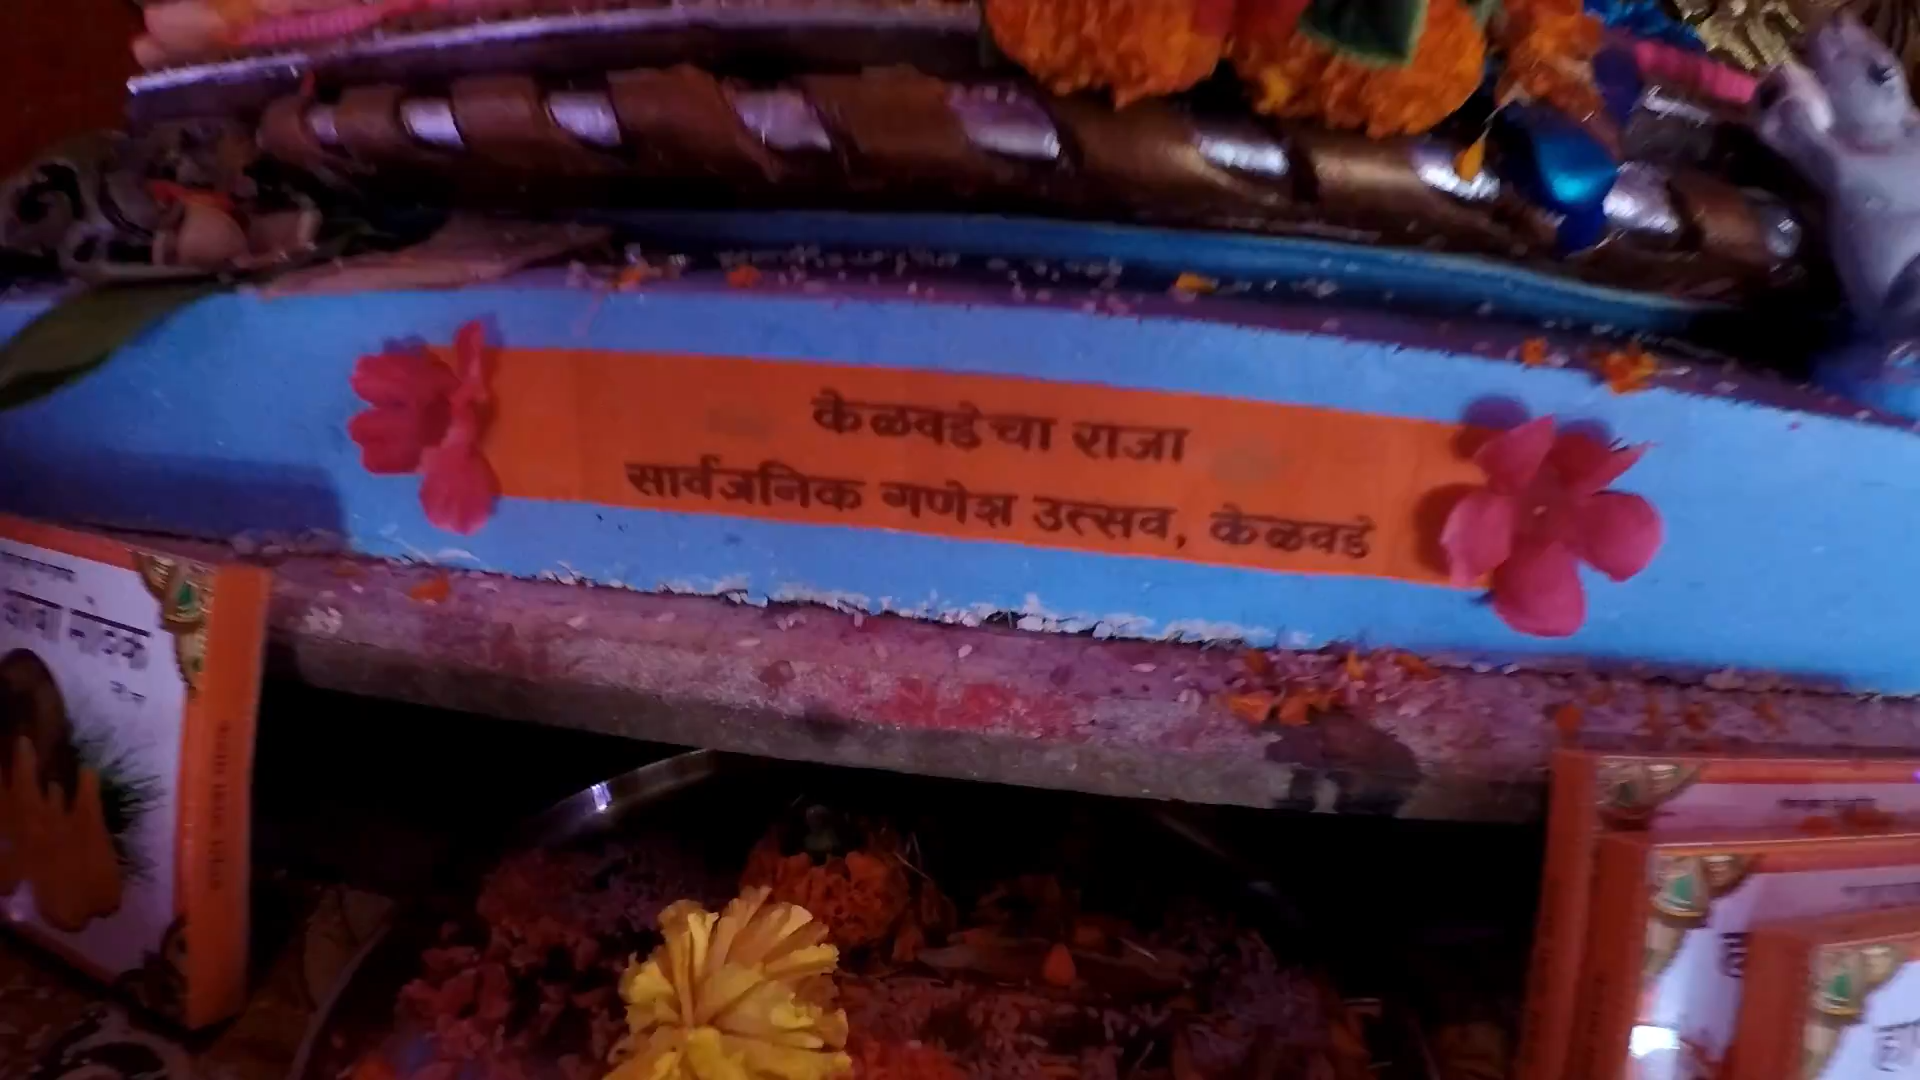 केळवडेचा राजा
सार्वजनिक गणेश उत्सव, केळवडे